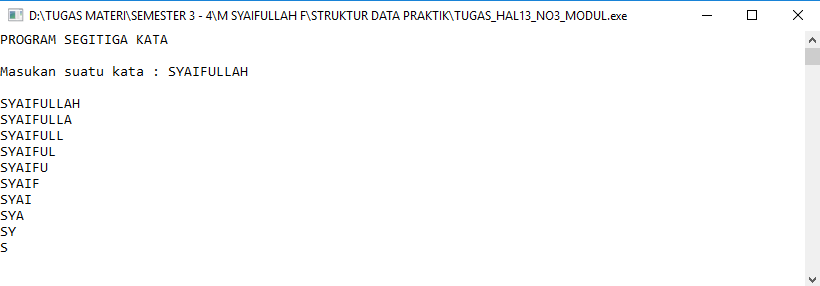 D:\TUGAS MATERI\SEMESTER 3 - 4\M SYAIFULLAH F\STRUKTUR DATA PRAKTIK\TUGAS_HAL13_NO3_MODUL.exe
PROGRAM SEGITIGA KATA
Masukan suatu kata : SYAIFULLAH
SYAIFULLAH
SYAIFULLA
SYAIFULL
SYAIFUL
SYAIFU
SYAIF
SYAI
SYA
SY
S